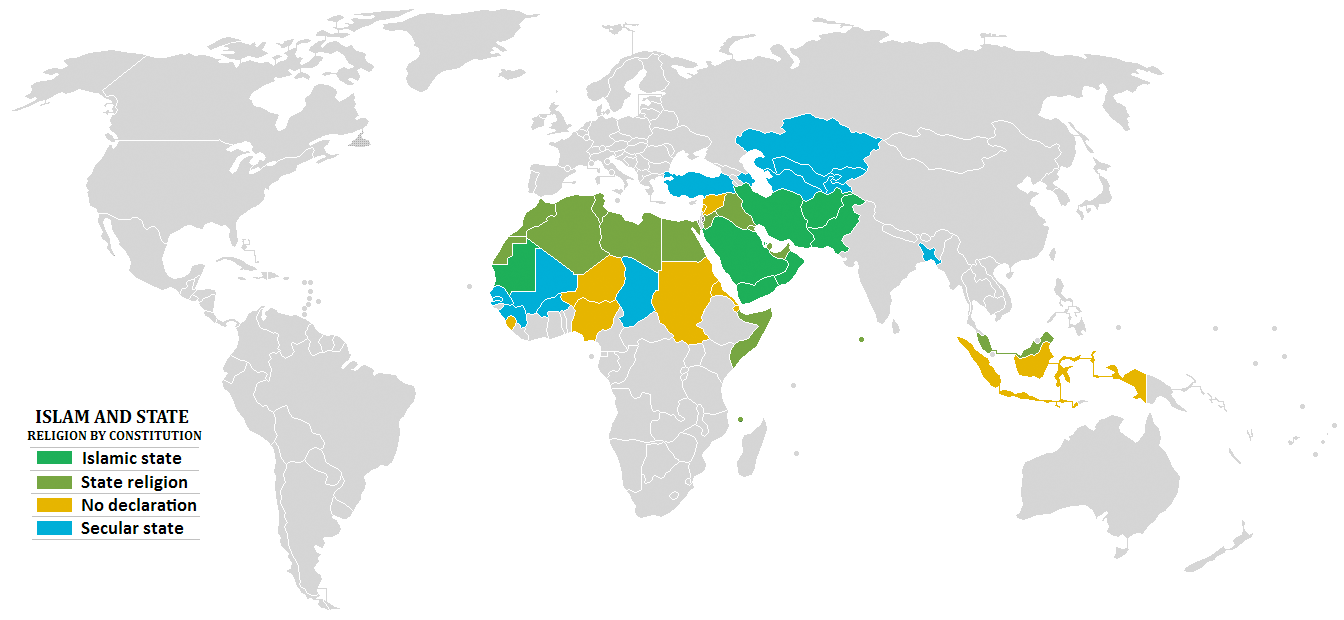 ISLAM AND STATE
RELIGION BY CONSTITUTION
Islamic state
State religion
No declaration
Secular state